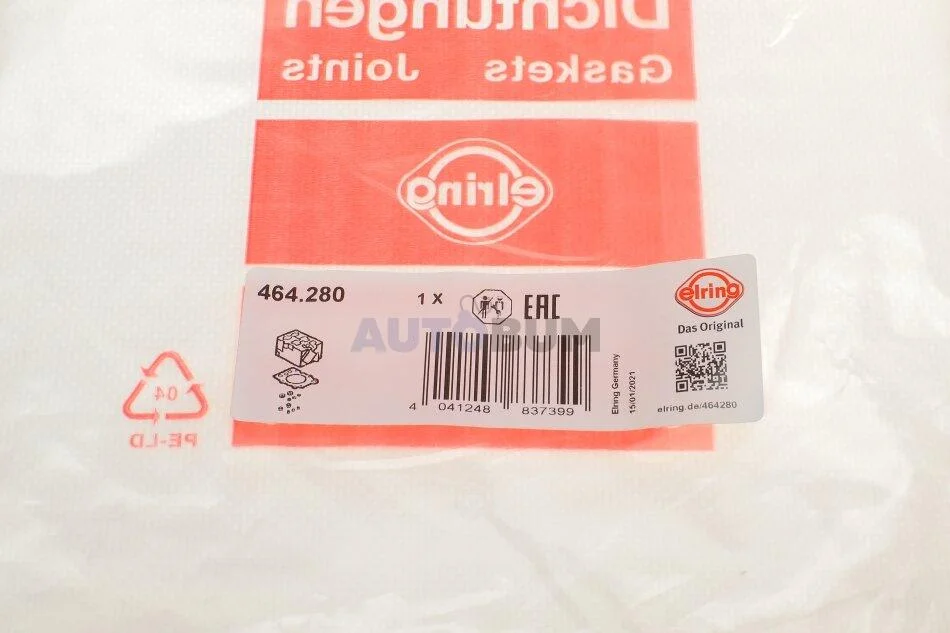 Dichtungen
Gaskets Joints
elring
464.280
1 X
EAC
elring
Das Original
AUTOBUM
4 041248 837399
Elring Germany
15/01/2021
elring.de/464280
04
PE-LD